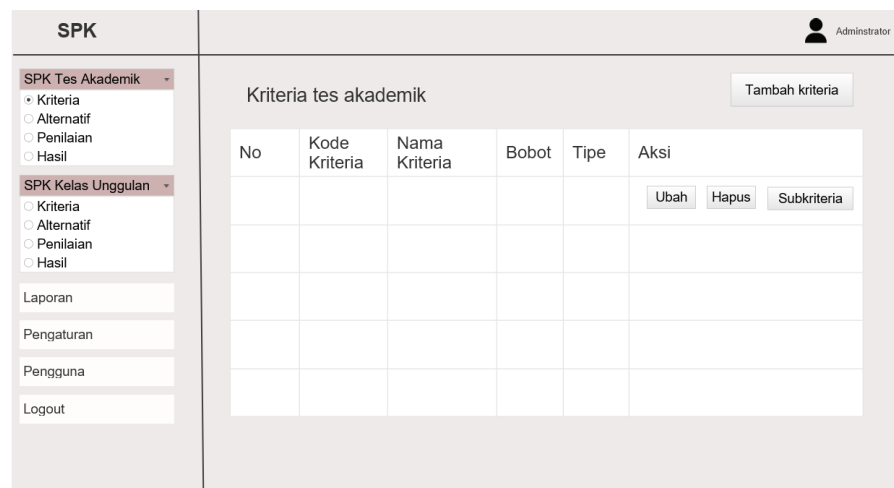 SPK
Adminstrator
SPK Tes Akademik
Kriteria
Alternatif
Penilaian
Hasil
SPK Kelas Unggulan
Kriteria
Alternatif
Penilaian
Hasil
Laporan
Pengaturan
Pengguna
Logout
Kriteria tes akademik
Tambah kriteria
No
Kode
Kriteria
Nama
Kriteria
Bobot
Tipe
Aksi
Ubah
Hapus
Subkriteria